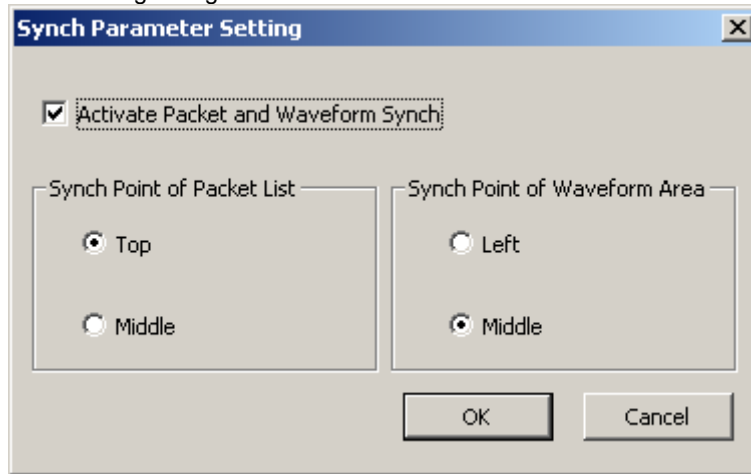 Synch Parameter Setting
Activate Packet and Waveform Synch
Synch Point of Packet List
Top
Middle
Synch Point of Waveform Area
Left
Middle
OK
Cancel